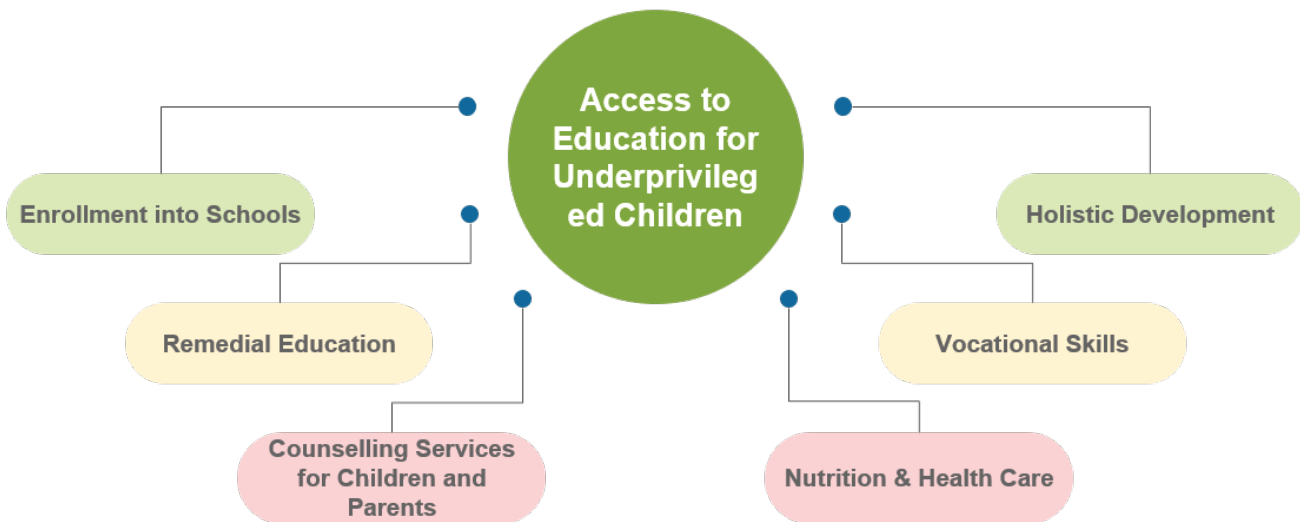 Access to
Education for
Underprivileg
ed Children
Enrollment into Schools
Holistic Development
Remedial Education
Vocational Skills
Counselling Services
for Children and
Parents
Nutrition & Health Care